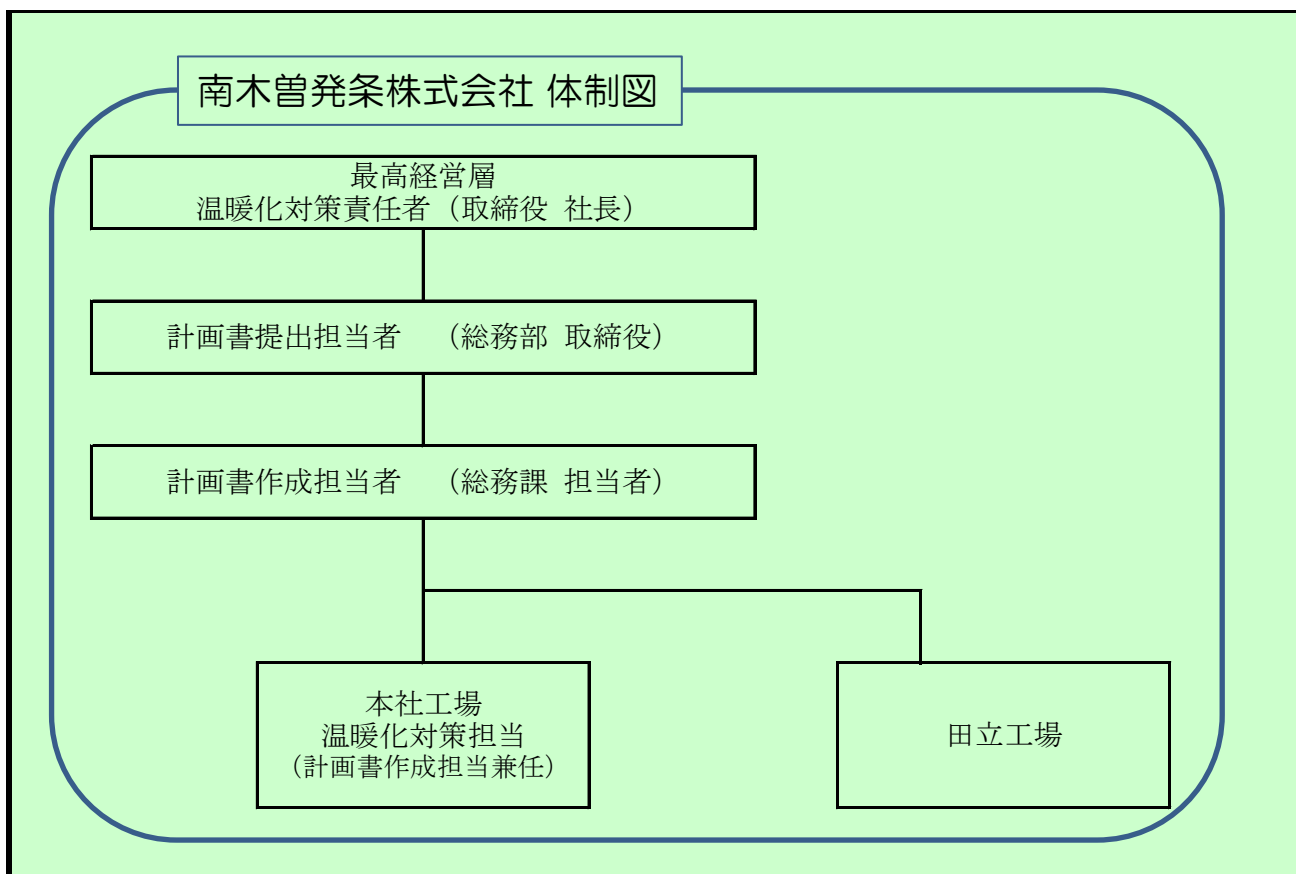 南木曽発条株式会社 体制図
最高経営層
温暖化対策責任者（取締役 社長）
計画書提出担当者　（総務部 取締役）
計画書作成担当者　（総務課 担当者）
本社工場
温暖化対策担当
（計画書作成担当兼任）
田立工場